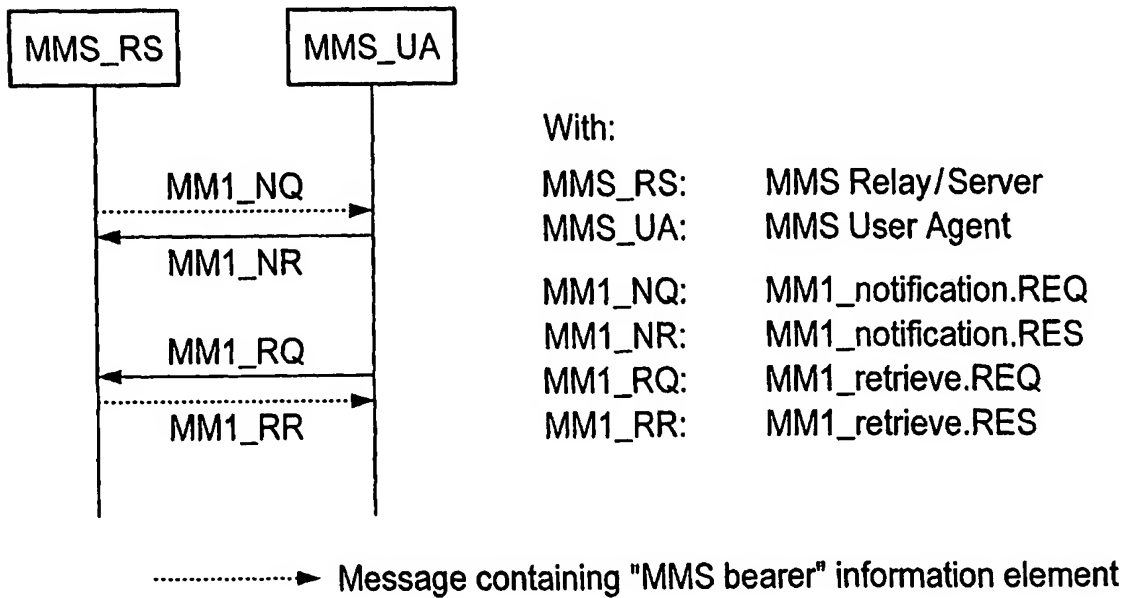 MMS_RS MMS_UA
With:
MM1_NQ MMS_RS: MMS Relay/Server
MMS_UA: MMS User Agent
MM1_NR
MM1_NQ: MM1_notification.REQ
MM1_NR: MM1_notification.RES
MM1_RQ
MM1_RQ: MM1_retrieve.REQ
MM1_RR MM1_RR: MM1_retrieve.RES
Message containing "MMS bearer" information element